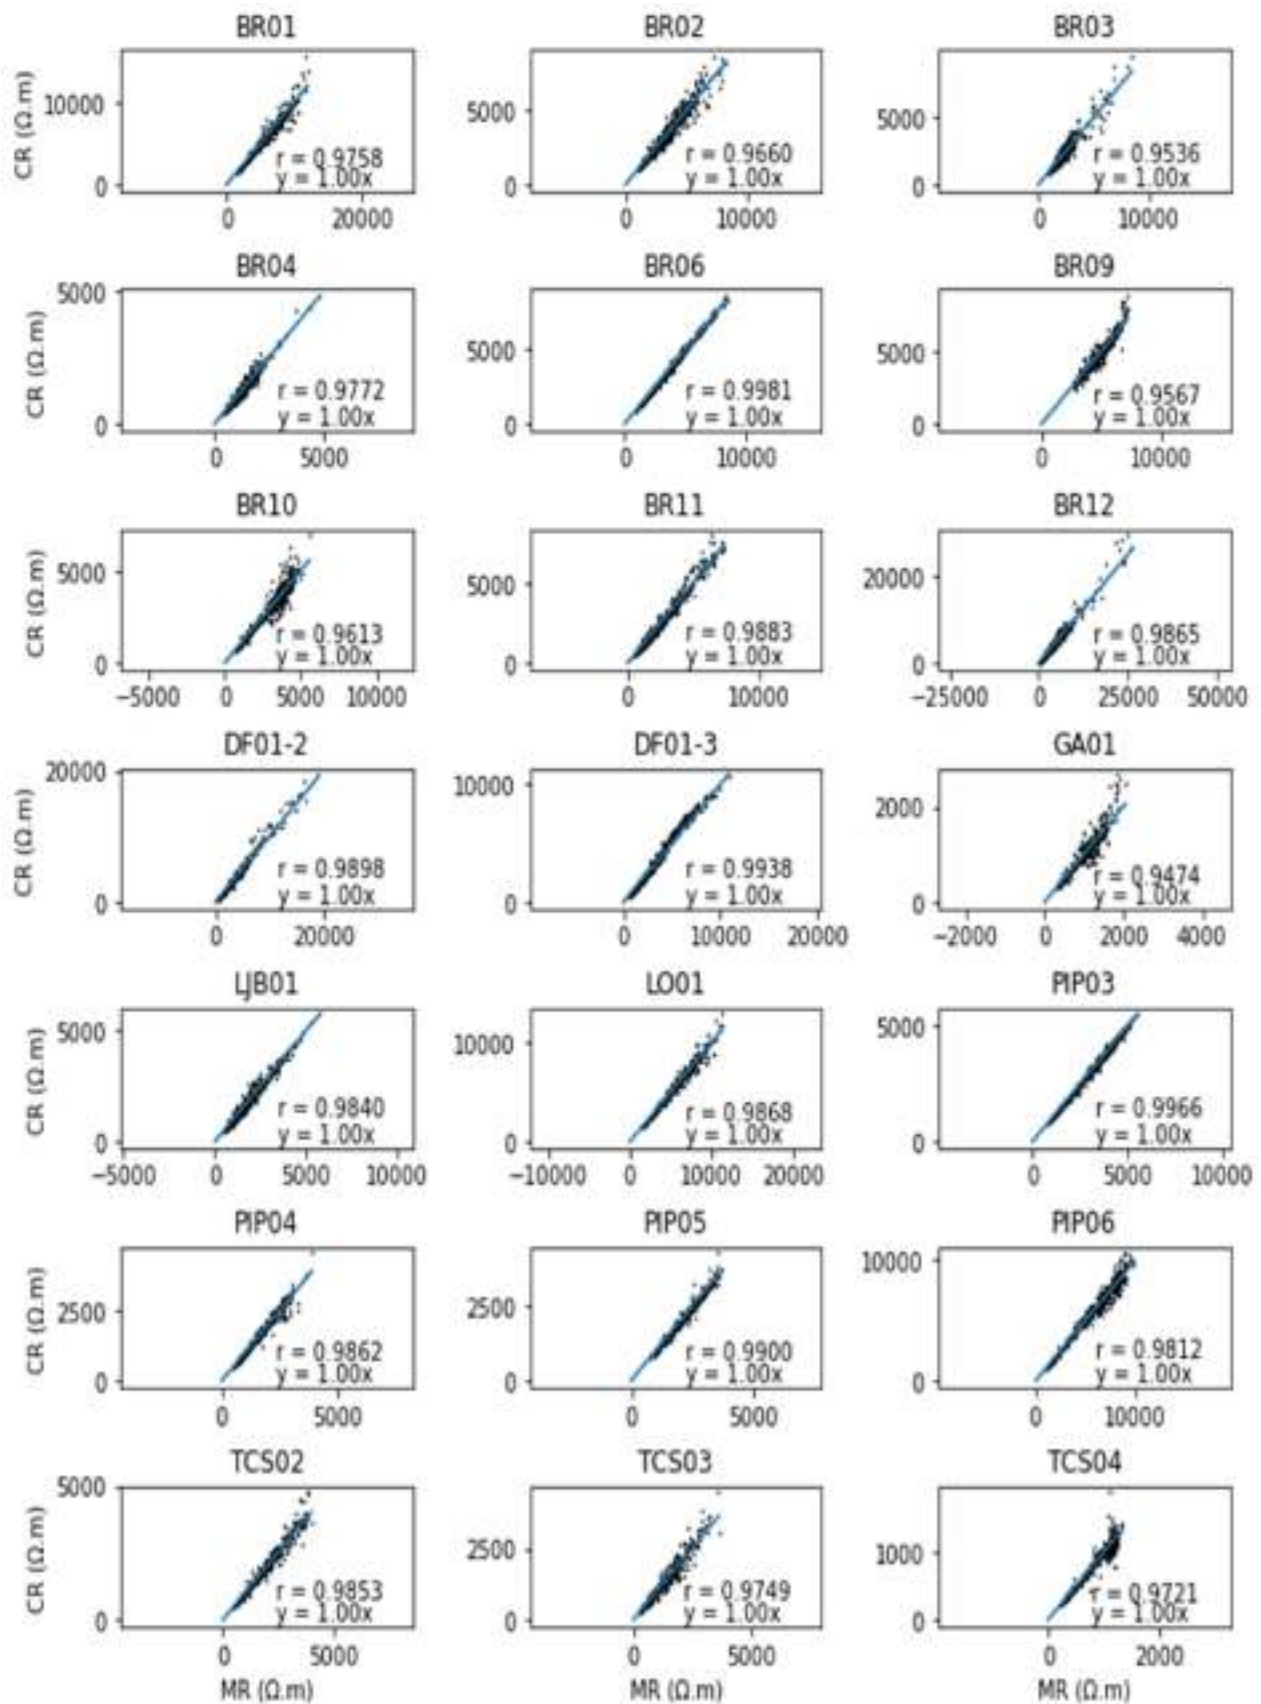 BR01 BR02 BR03
CR (Ω.m)
10000 5000 5000
r = 0.9758 r = 0.9660 r = 0.9536
0 y = 1.00x 0 y = 1.00x 0 y = 1.00x
0 20000 0 10000 0 10000
BR04 BR06 BR09
CR (Ω.m)
5000 5000 5000
r = 0.9772 r = 0.9981 r = 0.9567
0 y = 1.00x 0 y = 1.00x 0 y = 1.00x
0 5000 0 10000 0 10000
BR10 BR11 BR12
CR (Ω.m)
5000 5000 20000
r = 0.9613 r = 0.9883 r = 0.9865
0 y = 1.00x 0 y = 1.00x 0 y = 1.00x
−5000 0 5000 10000 0 10000 −25000 0 25000 50000
DF01-2 DF01-3 GA01
CR (Ω.m)
20000 10000 2000
r = 0.9898 r = 0.9938 r = 0.9474
0 y = 1.00x 0 y = 1.00x 0 y = 1.00x
0 20000 0 10000 20000 −2000 0 2000 4000
LJB01 LO01 PIP03
CR (Ω.m)
5000 10000 5000
r = 0.9840 r = 0.9868 r = 0.9966
0 y = 1.00x 0 y = 1.00x 0 y = 1.00x
−5000 0 5000 10000 −10000 0 10000 20000 0 5000 10000
PIP04 PIP05 PIP06
CR (Ω.m)
2500 2500 10000
r = 0.9862 r = 0.9900 r = 0.9812
0 y = 1.00x 0 y = 1.00x 0 y = 1.00x
0 5000 0 5000 0 10000
TCS02 TCS03 TCS04
CR (Ω.m)
5000 2500 1000
r = 0.9853 r = 0.9749 r = 0.9721
0 y = 1.00x 0 y = 1.00x 0 y = 1.00x
0 5000 0 5000 0 2000
MR (Ω.m) MR (Ω.m) MR (Ω.m)